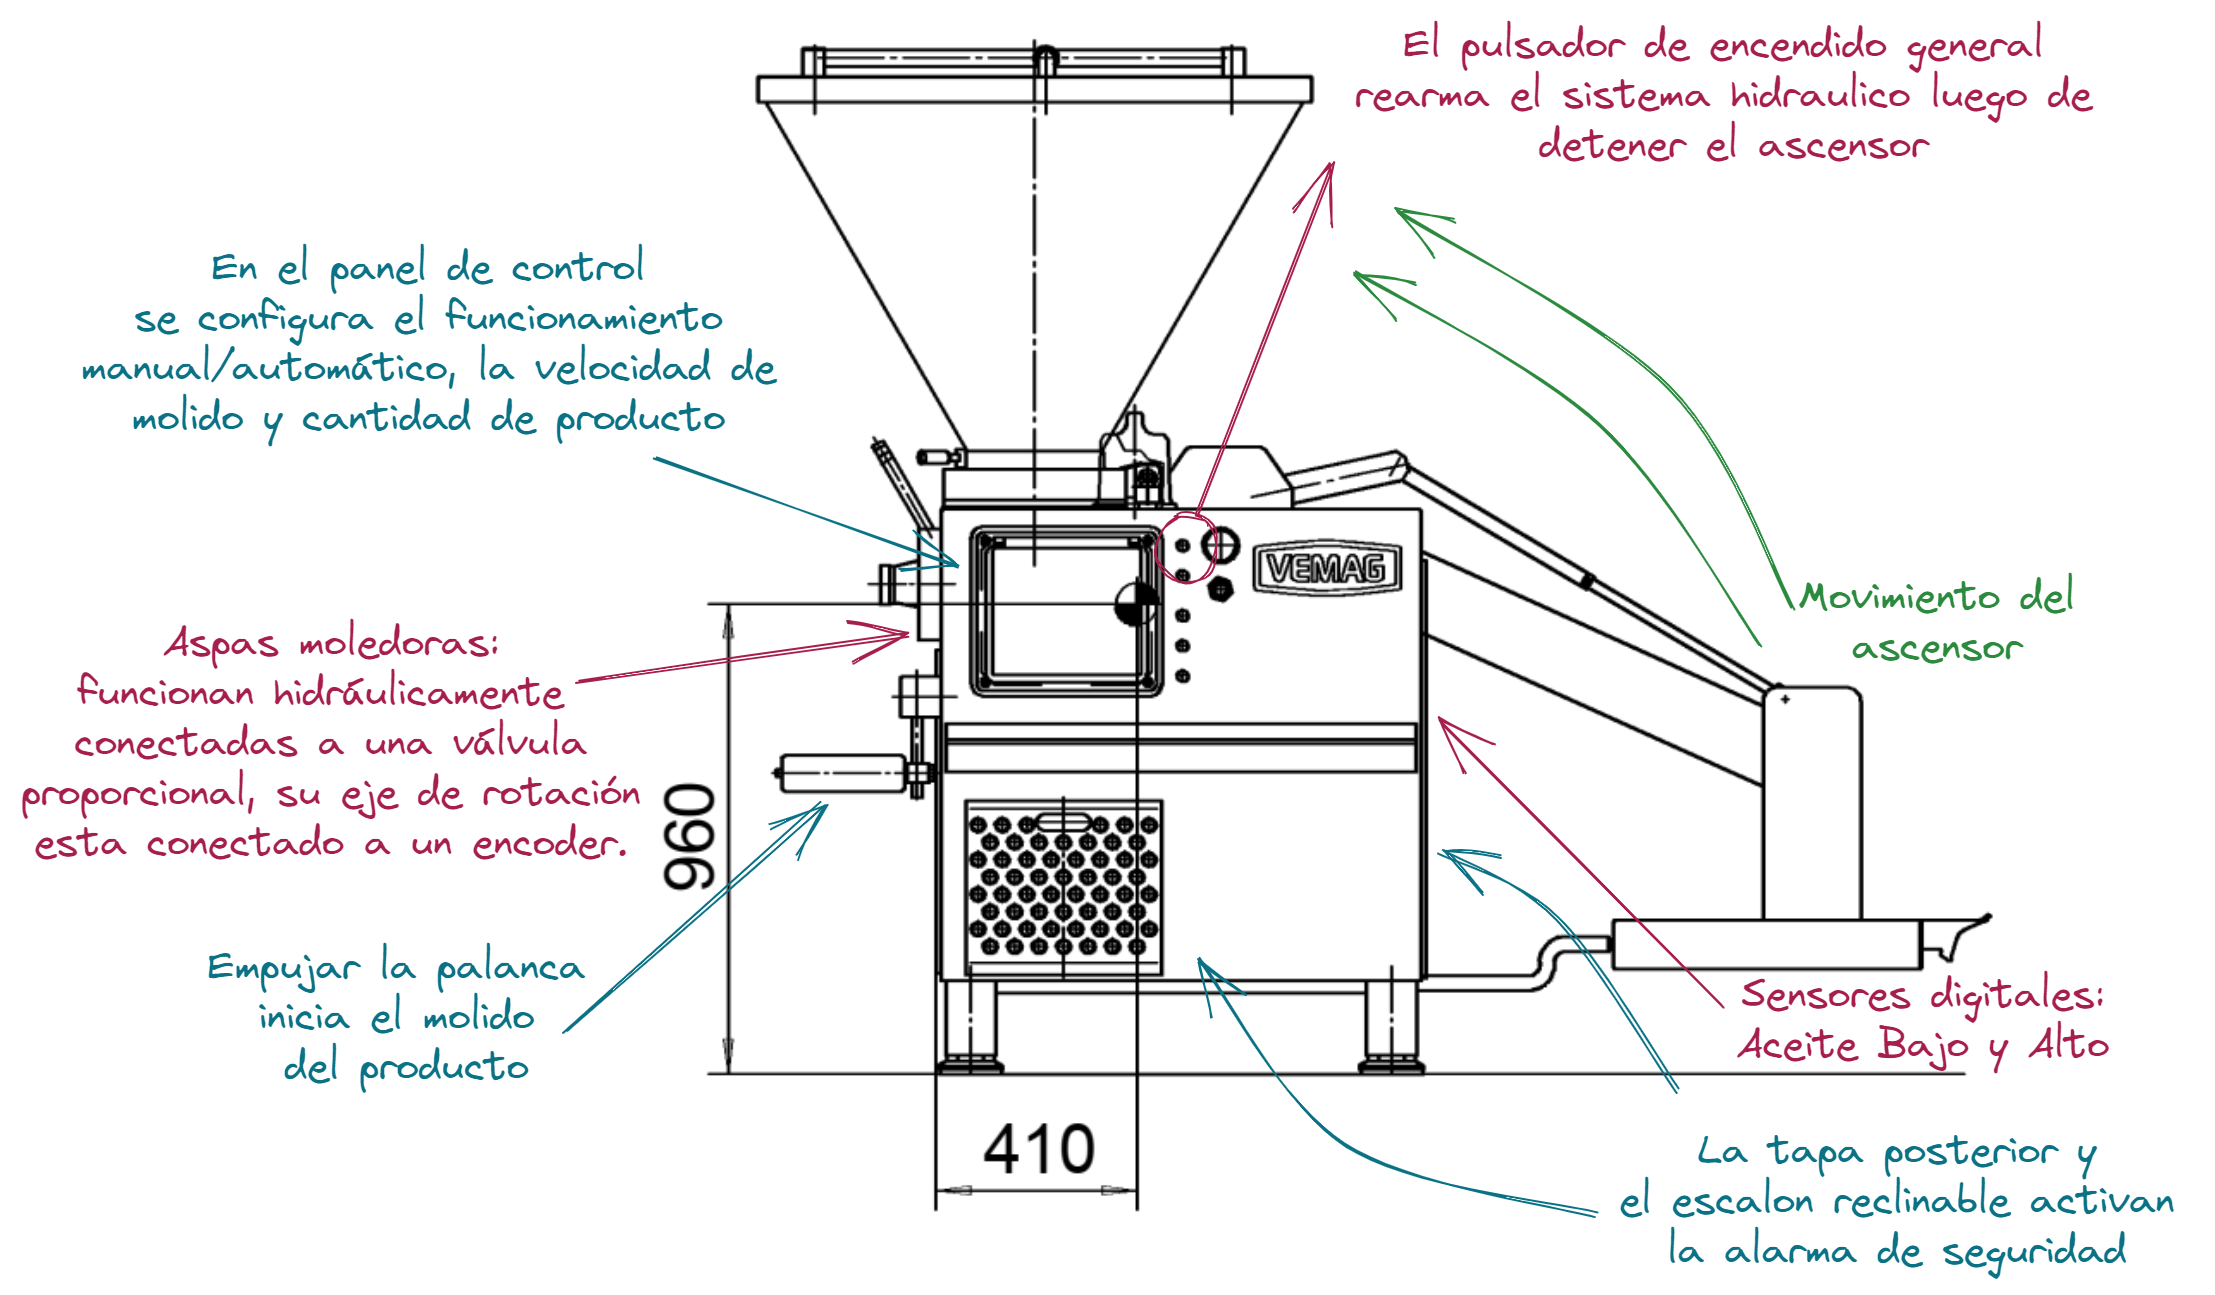 El pulsador de encendido general
rearma el sistema hidraulico luego de
detener el ascensor
En el panel de control
se configura el funcionamiento
manual/automático, la velocidad de
molido y cantidad de producto
VEMAG
Movimiento del
ascensor
Aspas moledoras:
funcionan hidráulicamente
conectadas a una válvula
proporcional, su eje de rotación
esta conectado a un encoder.
960
Empujar la palanca
inicia el molido
del producto
Sensores digitales:
Aceite Bajo y Alto
410
La tapa posterior y
el escalon reclinable activan
la alarma de seguridad